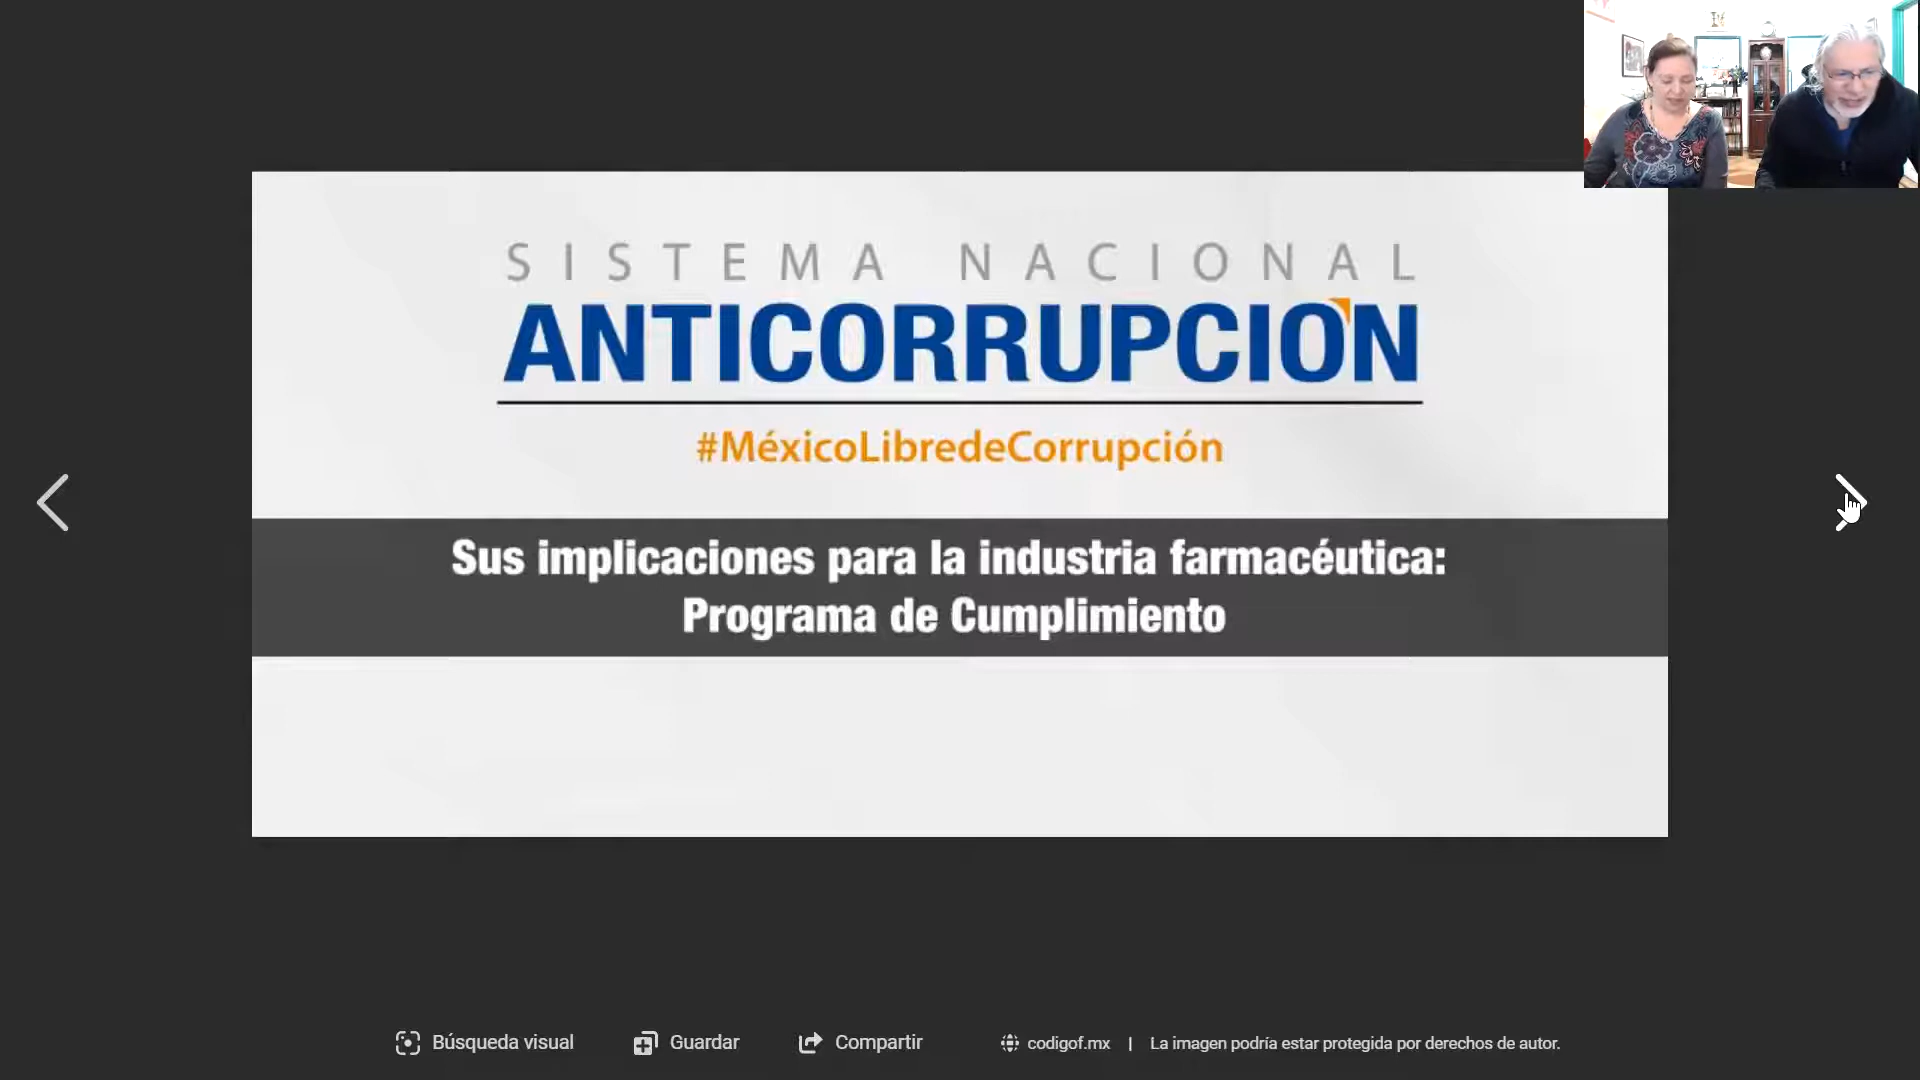 SISTEMA NACIONAL
ANTICORRUPCIÓN
#MéxicoLibredeCorrupción
Sus implicaciones para la industria farmacéutica:
Programa de Cumplimiento
Búsqueda visual
Guardar
Compartir
codigof.mx | La imagen podría estar protegida por derechos de autor.